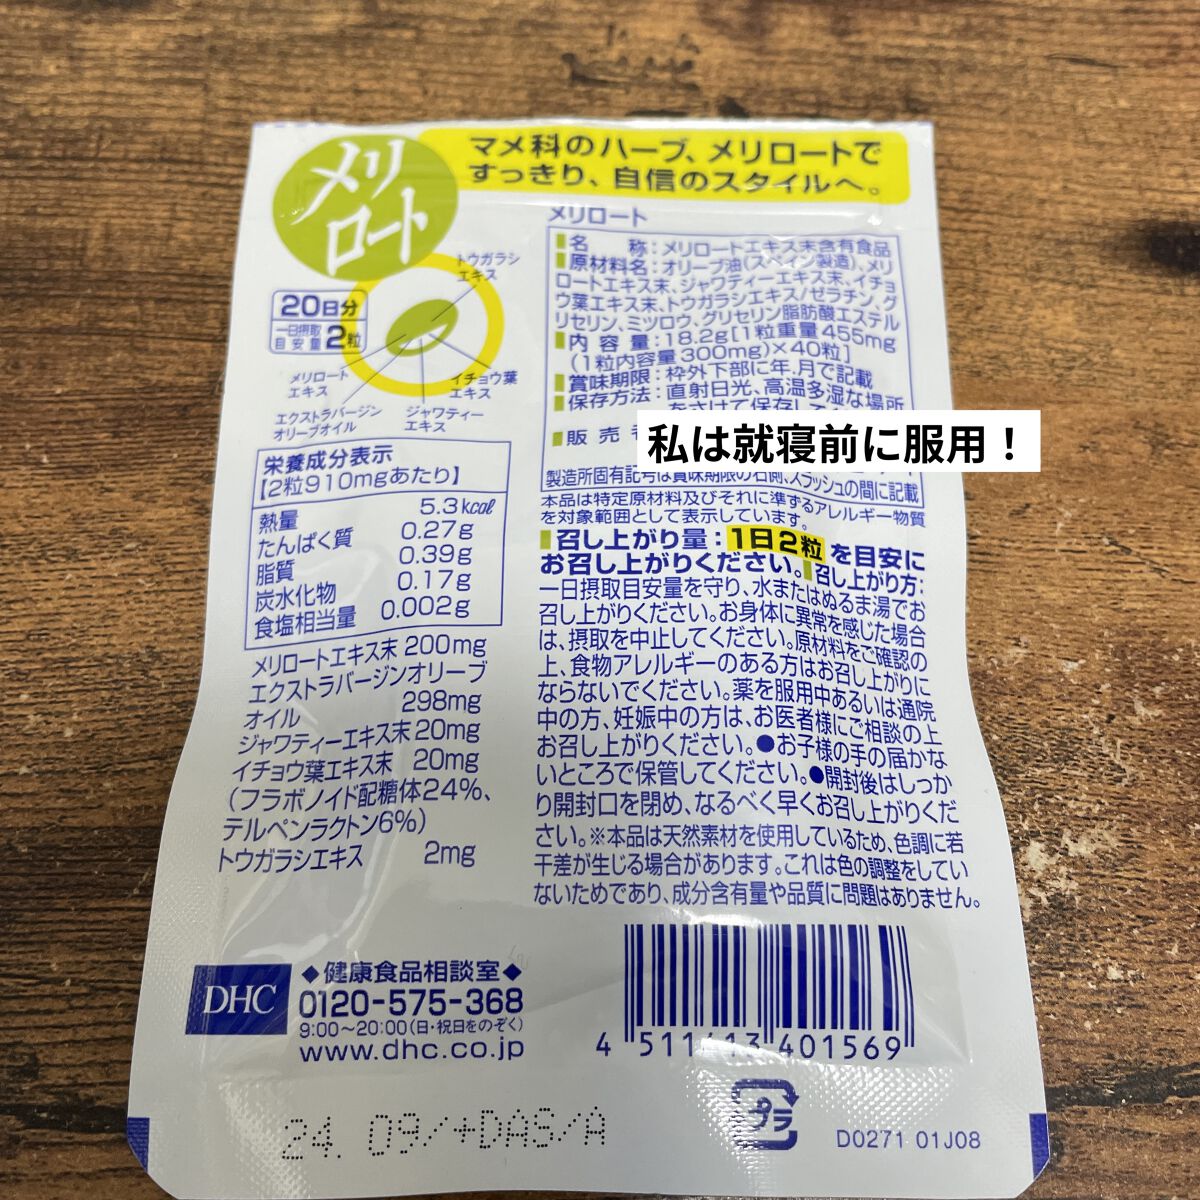 マメ科のハーブ、メリロートで
すっきり、自信のスタイルへ。
メリ
ロート
20日分
一日摂取
目安量 2粒
トウガラシ
エキス
メリロート
エキス
イチョウ葉
エキス
エクストラバージン
オリーブオイル
ジャワティー
エキス
メリロート
名 称：メリロートエキス末含有食品
原材料名：オリーブ油（スペイン製造）、メリ
ロートエキス末、ジャワティーエキス末、イチョ
ウ葉エキス末、トウガラシエキス/ゼラチン、グ
リセリン、ミツロウ、グリセリン脂肪酸エステル
内容量：18.2g[1粒重量455mg
（1粒内容量300mg）×40粒]
賞味期限：枠外下部に年.月で記載
保存方法：直射日光、高温多湿な場所
をさけて保存して
販売
私は就寝前に服用！
製造所固有記号は賞味期限の右側、スラッシュの間に記載
本品は特定原材料及びそれに準ずるアレルギー物質
を対象範囲として表示しています。
召し上がり量：1日2粒を目安に
お召し上がりください。召し上がり方：
一日摂取目安量を守り、水またはぬるま湯でお
召し上がりください。お身体に異常を感じた場合
は、摂取を中止してください。原材料をご確認の
上、食物アレルギーのある方はお召し上がりに
ならないでください。薬を服用中あるいは通院
中の方、妊娠中の方は、お医者様にご相談の上
お召し上がりください。●お子様の手の届かな
いところで保管してください。●開封後はしっか
り開封口を閉め、なるべく早くお召し上がりくだ
さい。※本品は天然素材を使用しているため、色調に若
干差が生じる場合があります。これは色の調整をしてい
ないためであり、成分含有量や品質に問題はありません。
栄養成分表示
【2粒910mgあたり】
熱量 5.3kcal
たんぱく質 0.27g
脂質 0.39g
炭水化物 0.17g
食塩相当量 0.002g
メリロートエキス末 200mg
エクストラバージンオリーブ
オイル 298mg
ジャワティーエキス末 20mg
イチョウ葉エキス末 20mg
（フラボノイド配糖体24%、
テルペンラクトン6%）
トウガラシエキス 2mg
DHC
◆健康食品相談室◆
0120-575-368
9:00～20:00（日・祝日をのぞく）
www.dhc.co.jp
4 511413 401569
プラ
24. 09/+DAS/A
D0271 01J08